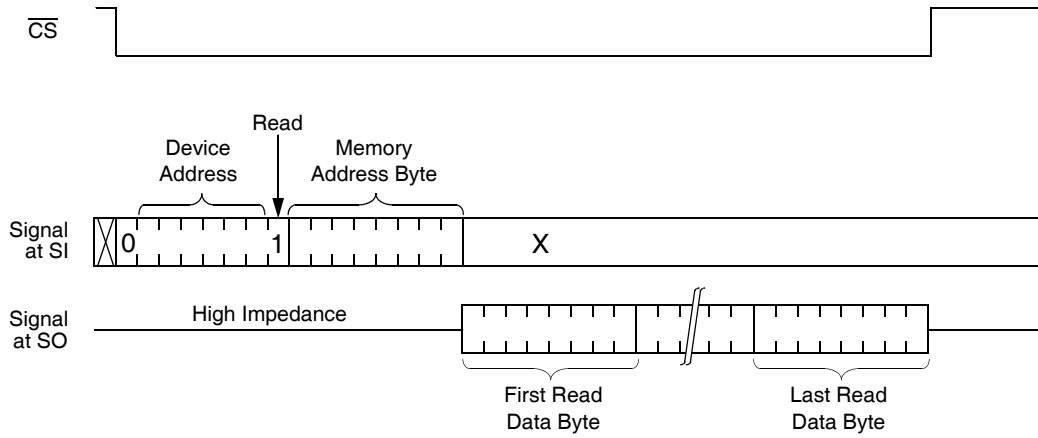 C̅S̅
Read
Device
Address
Memory
Address Byte
Signal
at SI
0
1
X
Signal
at SO
High Impedance
First Read
Data Byte
Last Read
Data Byte